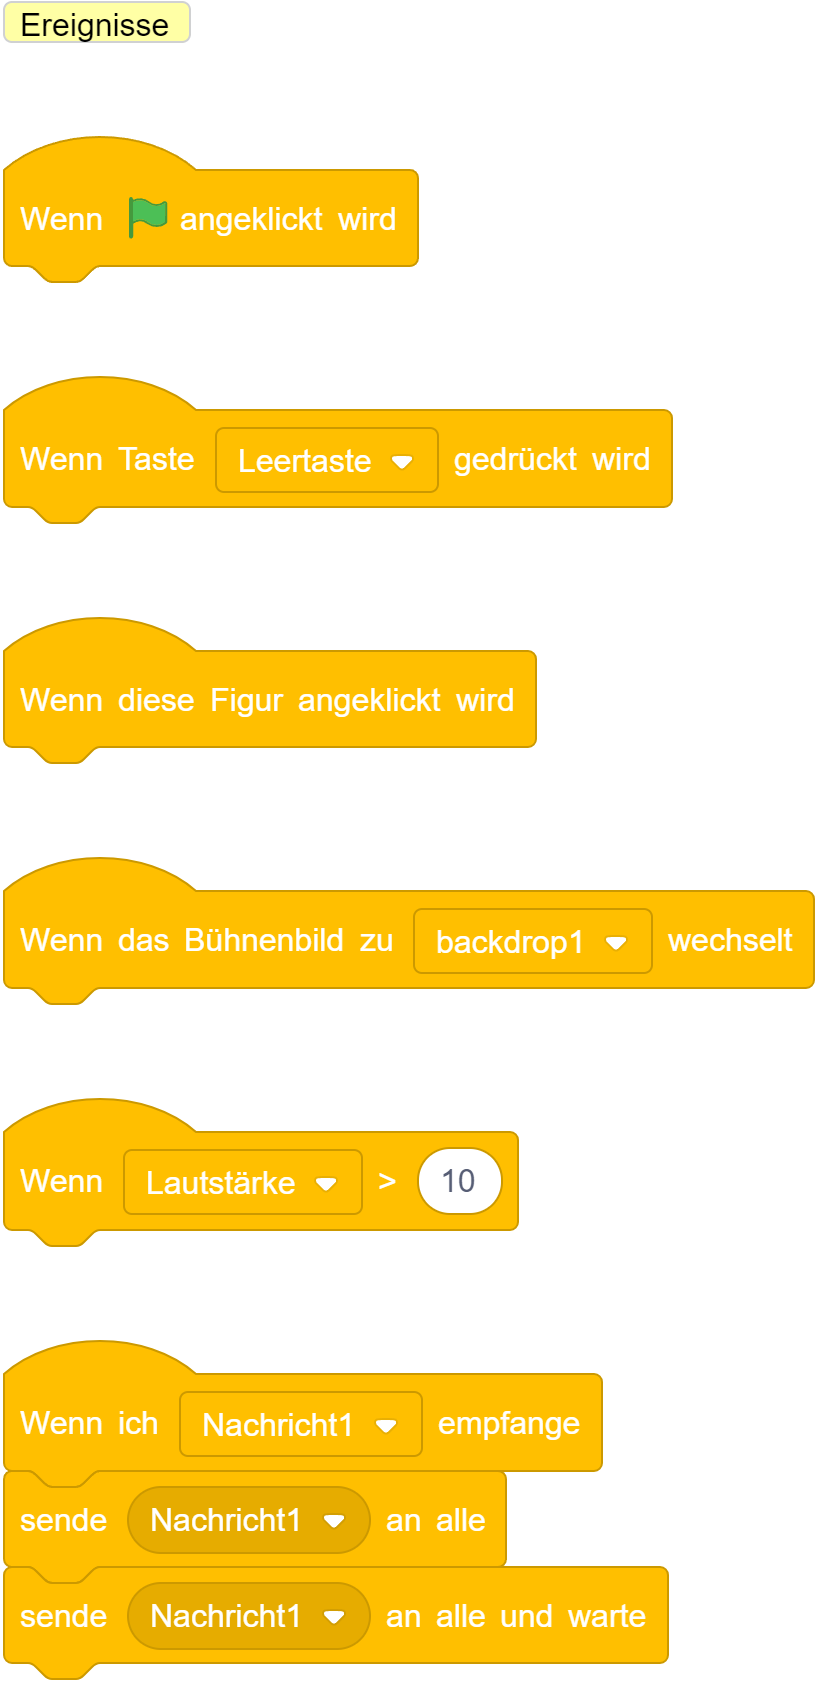 Ereignisse
Wenn angeklickt wird
Wenn Taste Leertaste gedrückt wird
Wenn diese Figur angeklickt wird
Wenn das Bühnenbild zu backdrop1 wechselt
Wenn Lautstärke > 10
Wenn ich Nachricht1 empfange
sende Nachricht1 an alle
sende Nachricht1 an alle und warte